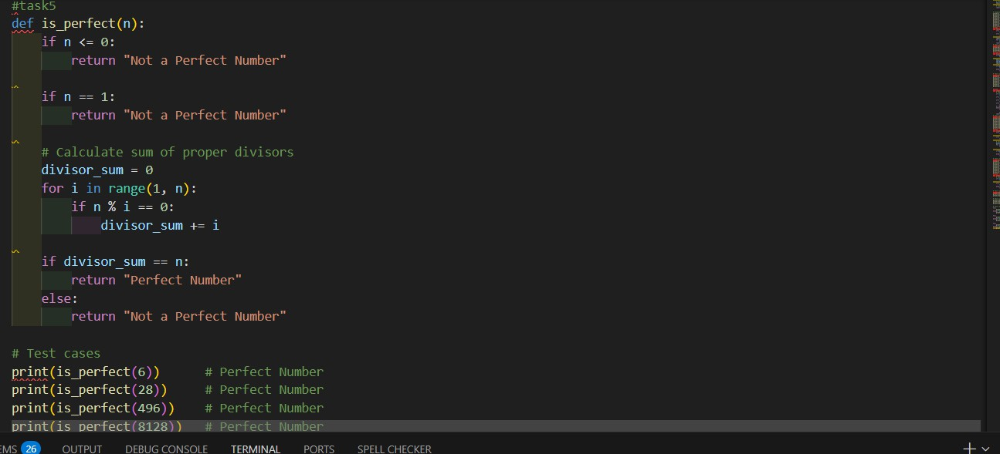 #task5
def is_perfect(n):
    if n <= 0:
        return "Not a Perfect Number"

    if n == 1:
        return "Not a Perfect Number"

    # Calculate sum of proper divisors
    divisor_sum = 0
    for i in range(1, n):
        if n % i == 0:
            divisor_sum += i

    if divisor_sum == n:
        return "Perfect Number"
    else:
        return "Not a Perfect Number"

# Test cases
print(is_perfect(6))      # Perfect Number
print(is_perfect(28))     # Perfect Number
print(is_perfect(496))    # Perfect Number
print(is_perfect(8128))   # Perfect Number
EMS 26 OUTPUT DEBUG CONSOLE TERMINAL PORTS SPELL CHECKER